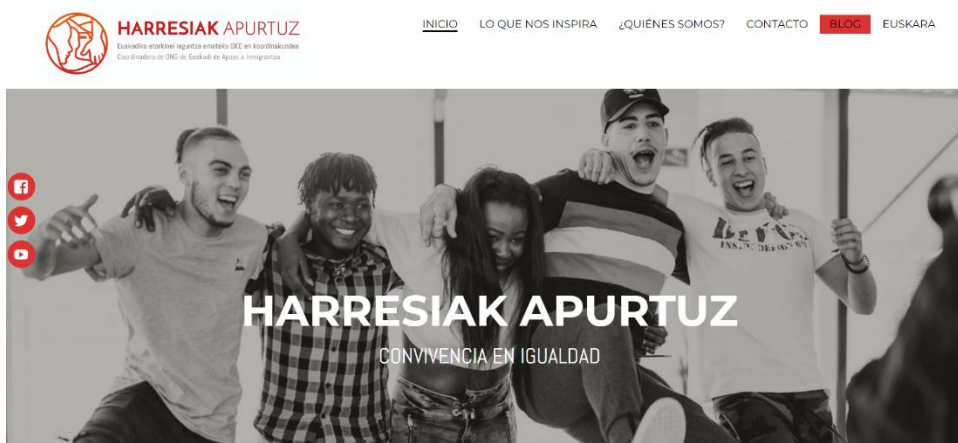 HARRESIAK APURTUZ
Euskadiko etorkinei laguntza emateko GKE-en koordinakundea
Coordinadora de ONG de Euskadi de Apoyo a Inmigrantes
INICIO LO QUE NOS INSPIRA ¿QUIÉNES SOMOS? CONTACTO BLOG EUSKARA
HARRESIAK APURTUZ
CONVIVENCIA EN IGUALDAD